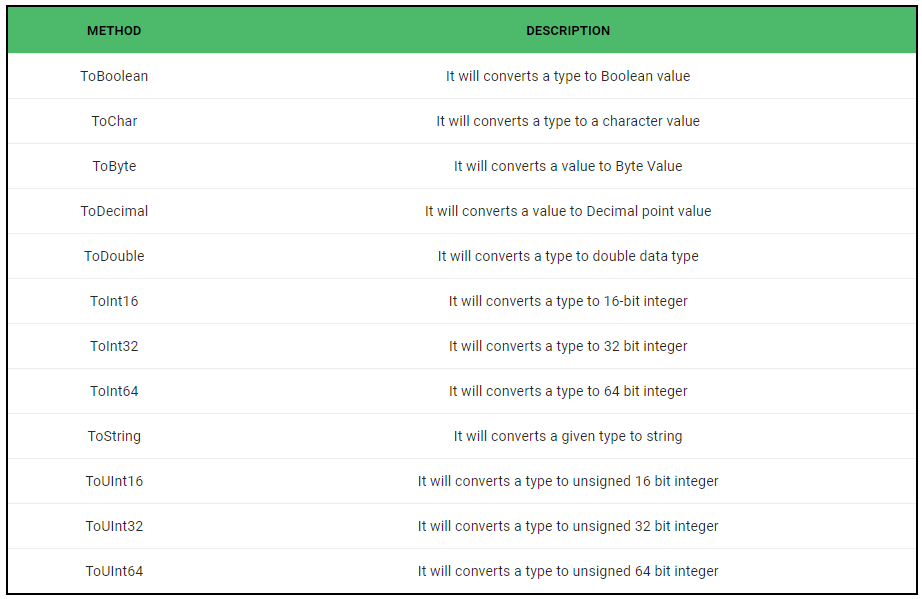 METHOD DESCRIPTION
ToBoolean It will converts a type to Boolean value
ToChar It will converts a type to a character value
ToByte It will converts a value to Byte Value
ToDecimal It will converts a value to Decimal point value
ToDouble It will converts a type to double data type
ToInt16 It will converts a type to 16-bit integer
ToInt32 It will converts a type to 32 bit integer
ToInt64 It will converts a type to 64 bit integer
ToString It will converts a given type to string
ToUInt16 It will converts a type to unsigned 16 bit integer
ToUInt32 It will converts a type to unsigned 32 bit integer
ToUInt64 It will converts a type to unsigned 64 bit integer